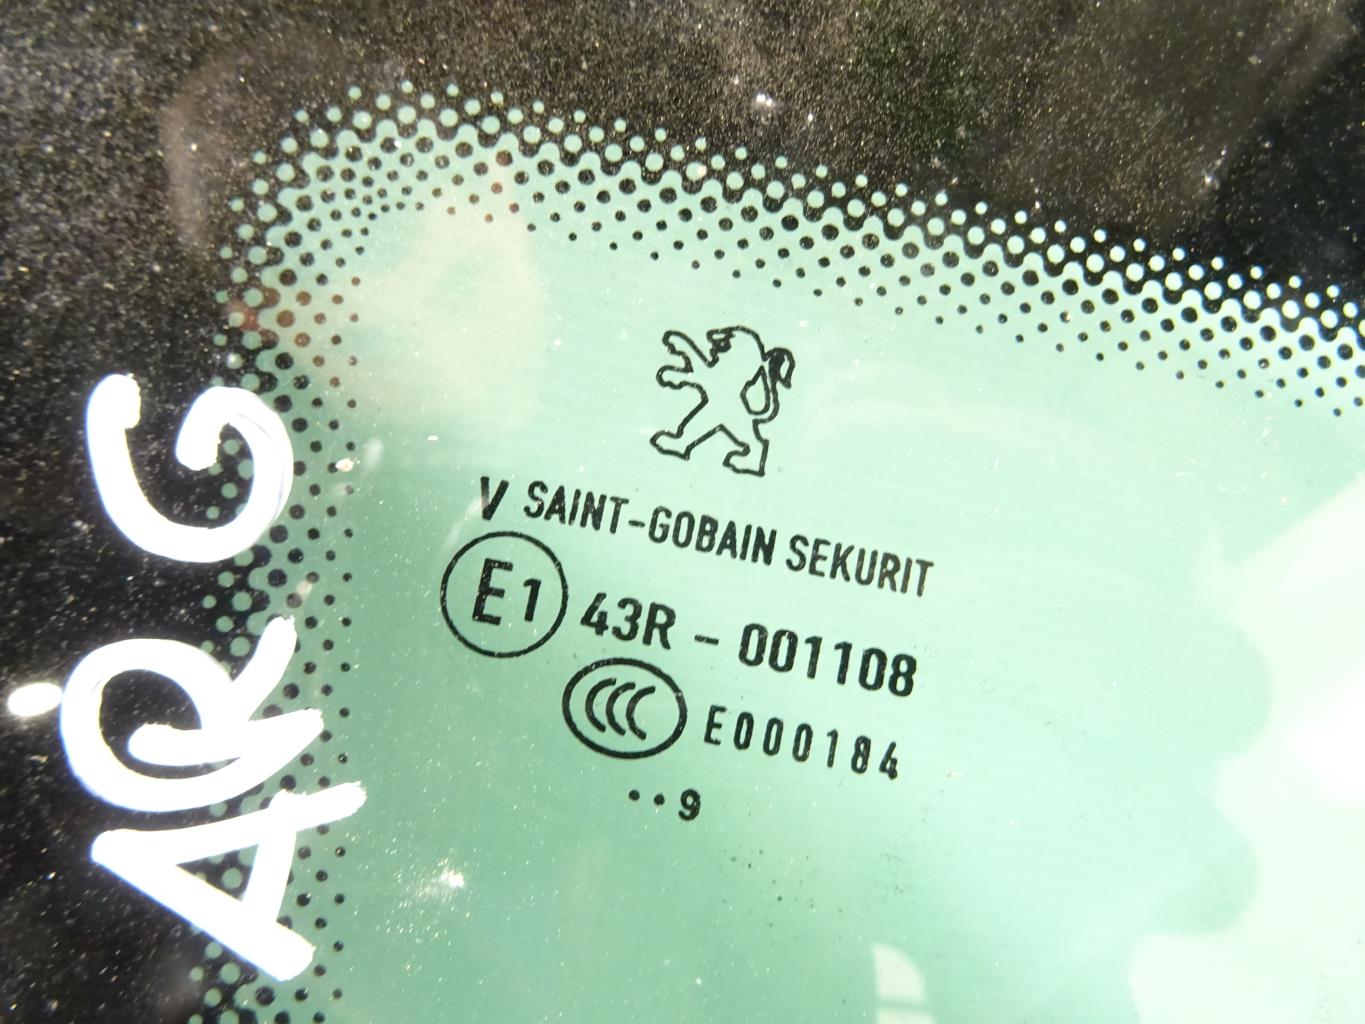 V SAINT-GOBAIN SEKURIT
E1 43R - 001108
CCC E000184
..9
ARG